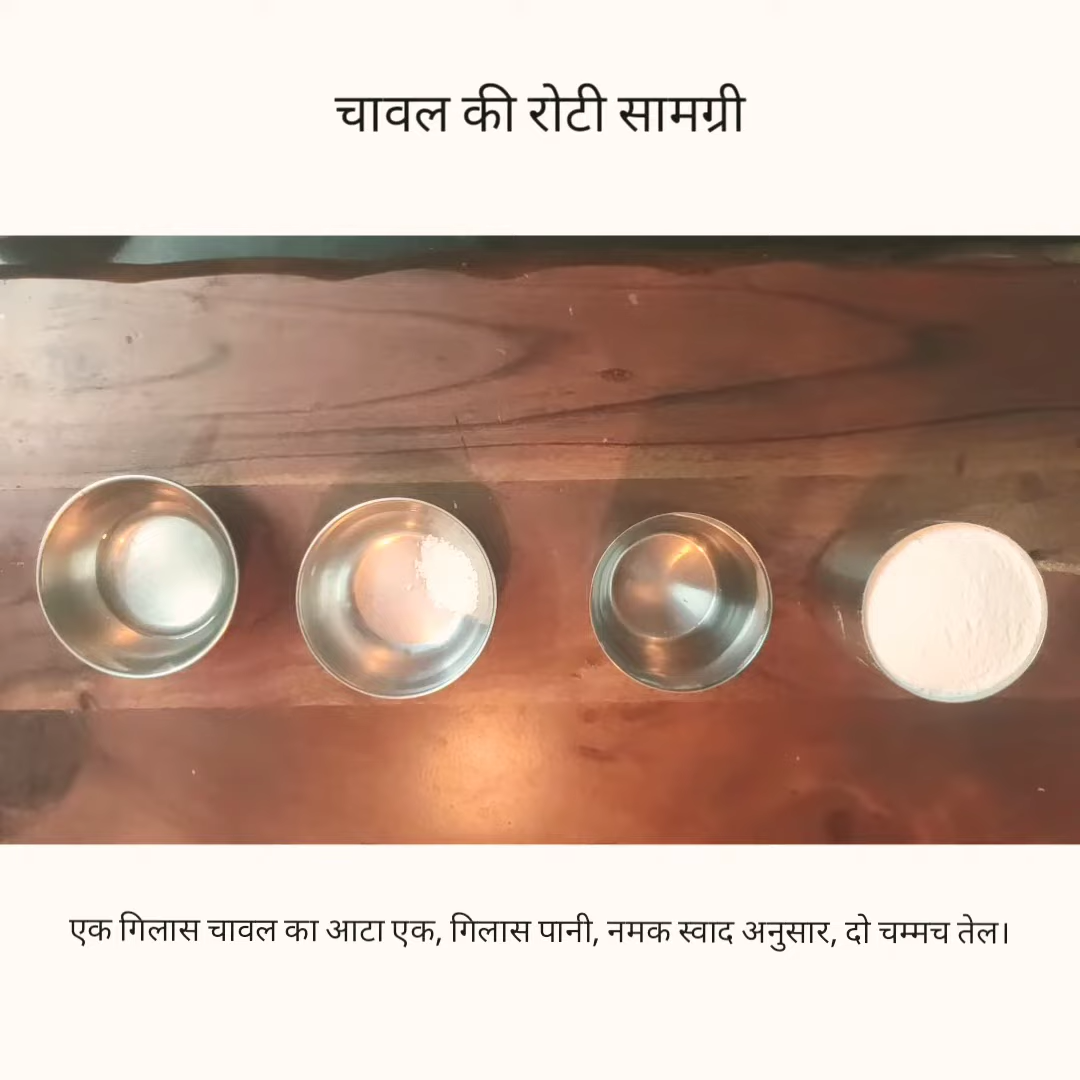 चावल की रोटी सामग्री
एक गिलास चावल का आटा एक, गिलास पानी, नमक स्वाद अनुसार, दो चम्मच तेल।